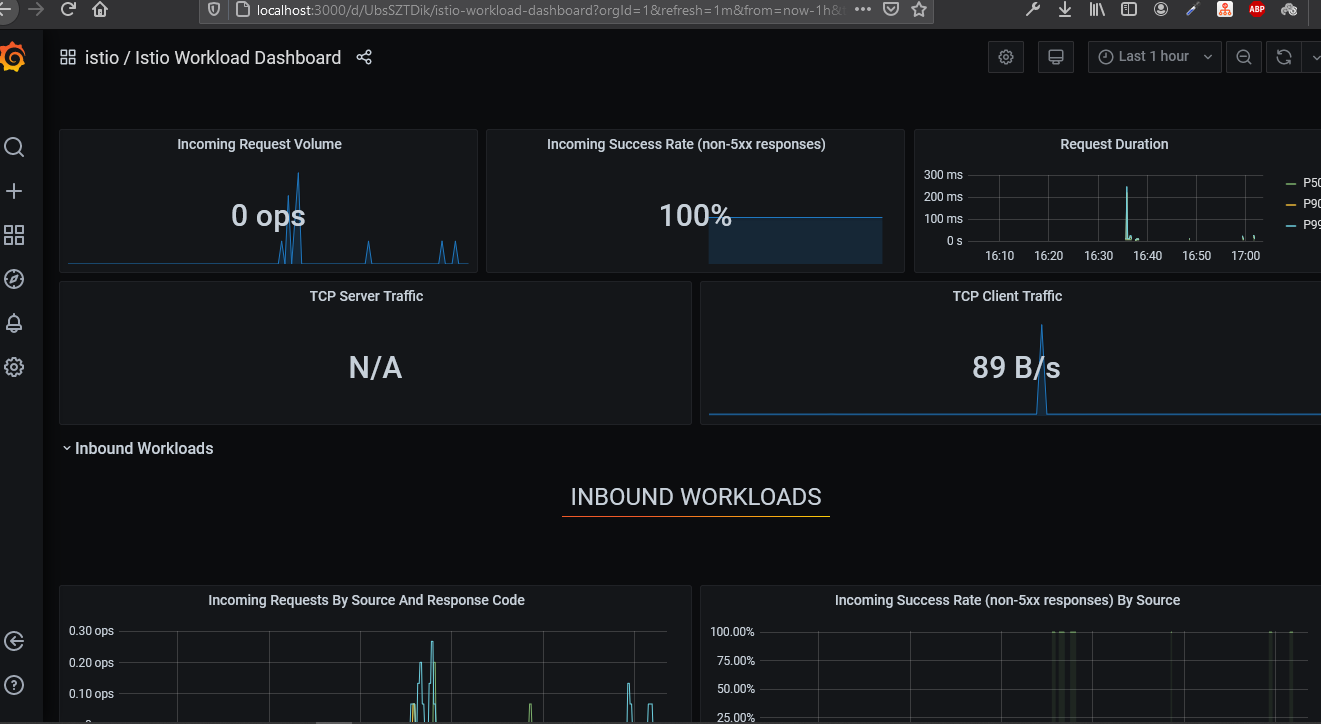 localhost:3000/d/UbsSZTDik/istio-workload-dashboard?orgId=1&refresh=1m&from=now-1h&
ABP
istio / Istio Workload Dashboard
Last 1 hour
Incoming Request Volume
0 ops
Incoming Success Rate (non-5xx responses)
100%
Request Duration
300 ms
200 ms
100 ms
0 s
16:10 16:20 16:30 16:40 16:50 17:00
P50
P90
P99
TCP Server Traffic
N/A
TCP Client Traffic
89 B/s
Inbound Workloads
INBOUND WORKLOADS
Incoming Requests By Source And Response Code
0.30 ops
0.20 ops
0.10 ops
Incoming Success Rate (non-5xx responses) By Source
100.00%
75.00%
50.00%
25.00%